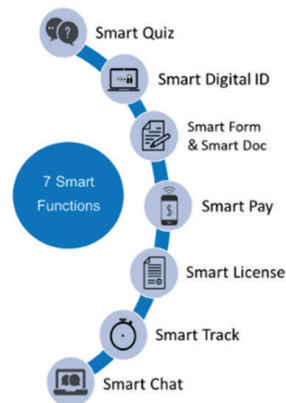 Smart Quiz
Smart Digital ID
Smart Form
& Smart Doc
7 Smart
Functions
Smart Pay
Smart License
Smart Track
Smart Chat